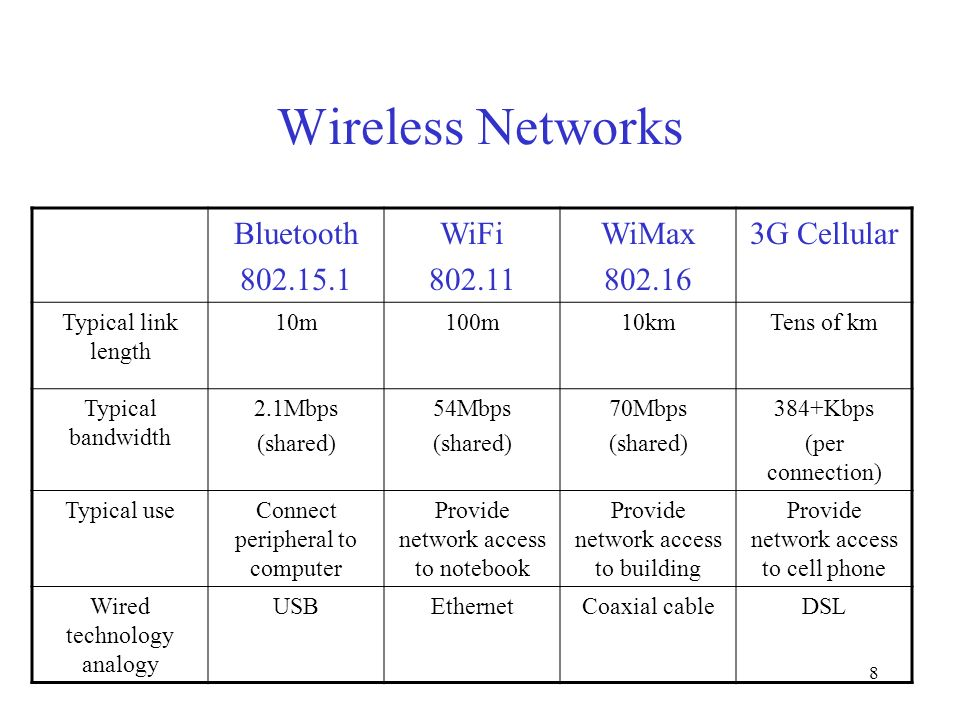 Wireless Networks
Bluetooth
802.15.1
WiFi
802.11
WiMax
802.16
3G Cellular
Typical link
length
10m
100m
10km
Tens of km
Typical
bandwidth
2.1Mbps
(shared)
54Mbps
(shared)
70Mbps
(shared)
384+Kbps
(per
connection)
Typical use
Connect
peripheral to
computer
Provide
network access
to notebook
Provide
network access
to building
Provide
network access
to cell phone
Wired
technology
analogy
USB
Ethernet
Coaxial cable
DSL
8